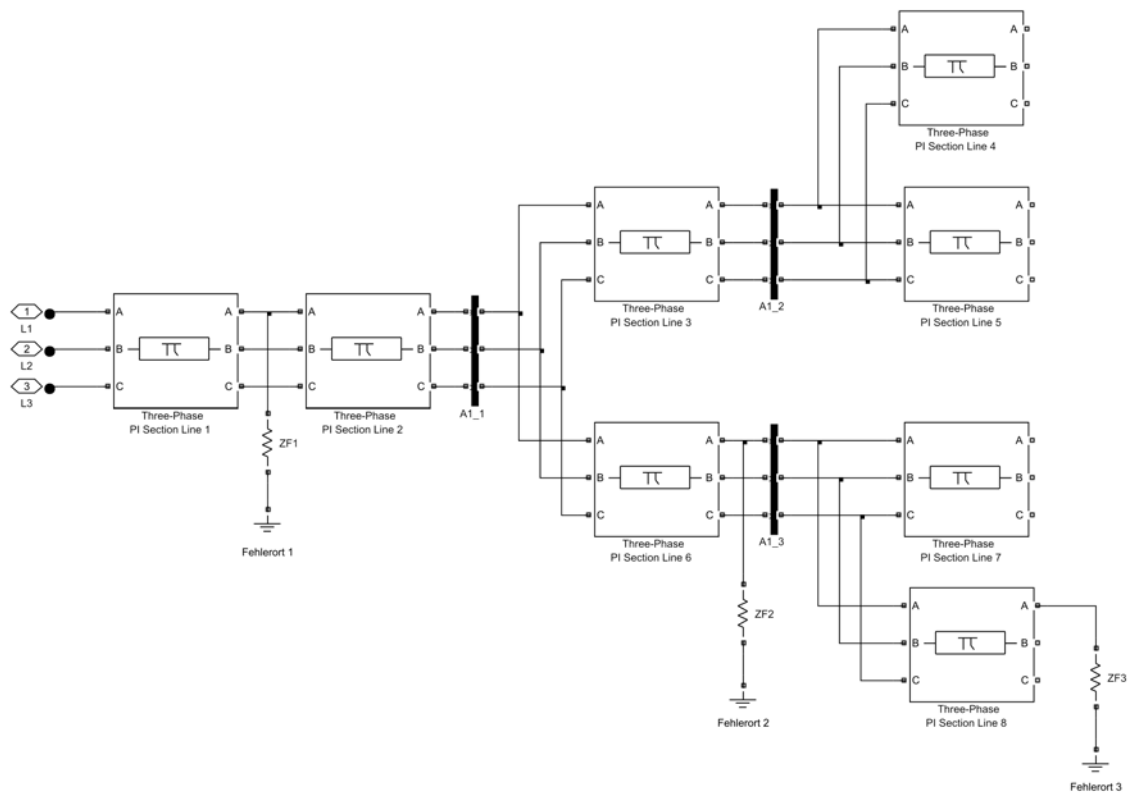 A A
B B
C C
Three-Phase
PI Section Line 4
A A
B B
C C
Three-Phase
PI Section Line 3
A1_2
A A
B B
C C
Three-Phase
PI Section Line 5
1
L1
2
L2
3
L3
A A
B B
C C
Three-Phase
PI Section Line 1
A A
B B
C C
Three-Phase
PI Section Line 2
A1_1
ZF1
Fehlerort 1
A A
B B
C C
Three-Phase
PI Section Line 6
A1_3
A A
B B
C C
Three-Phase
PI Section Line 7
ZF2
Fehlerort 2
A A
B B
C C
Three-Phase
PI Section Line 8
ZF3
Fehlerort 3